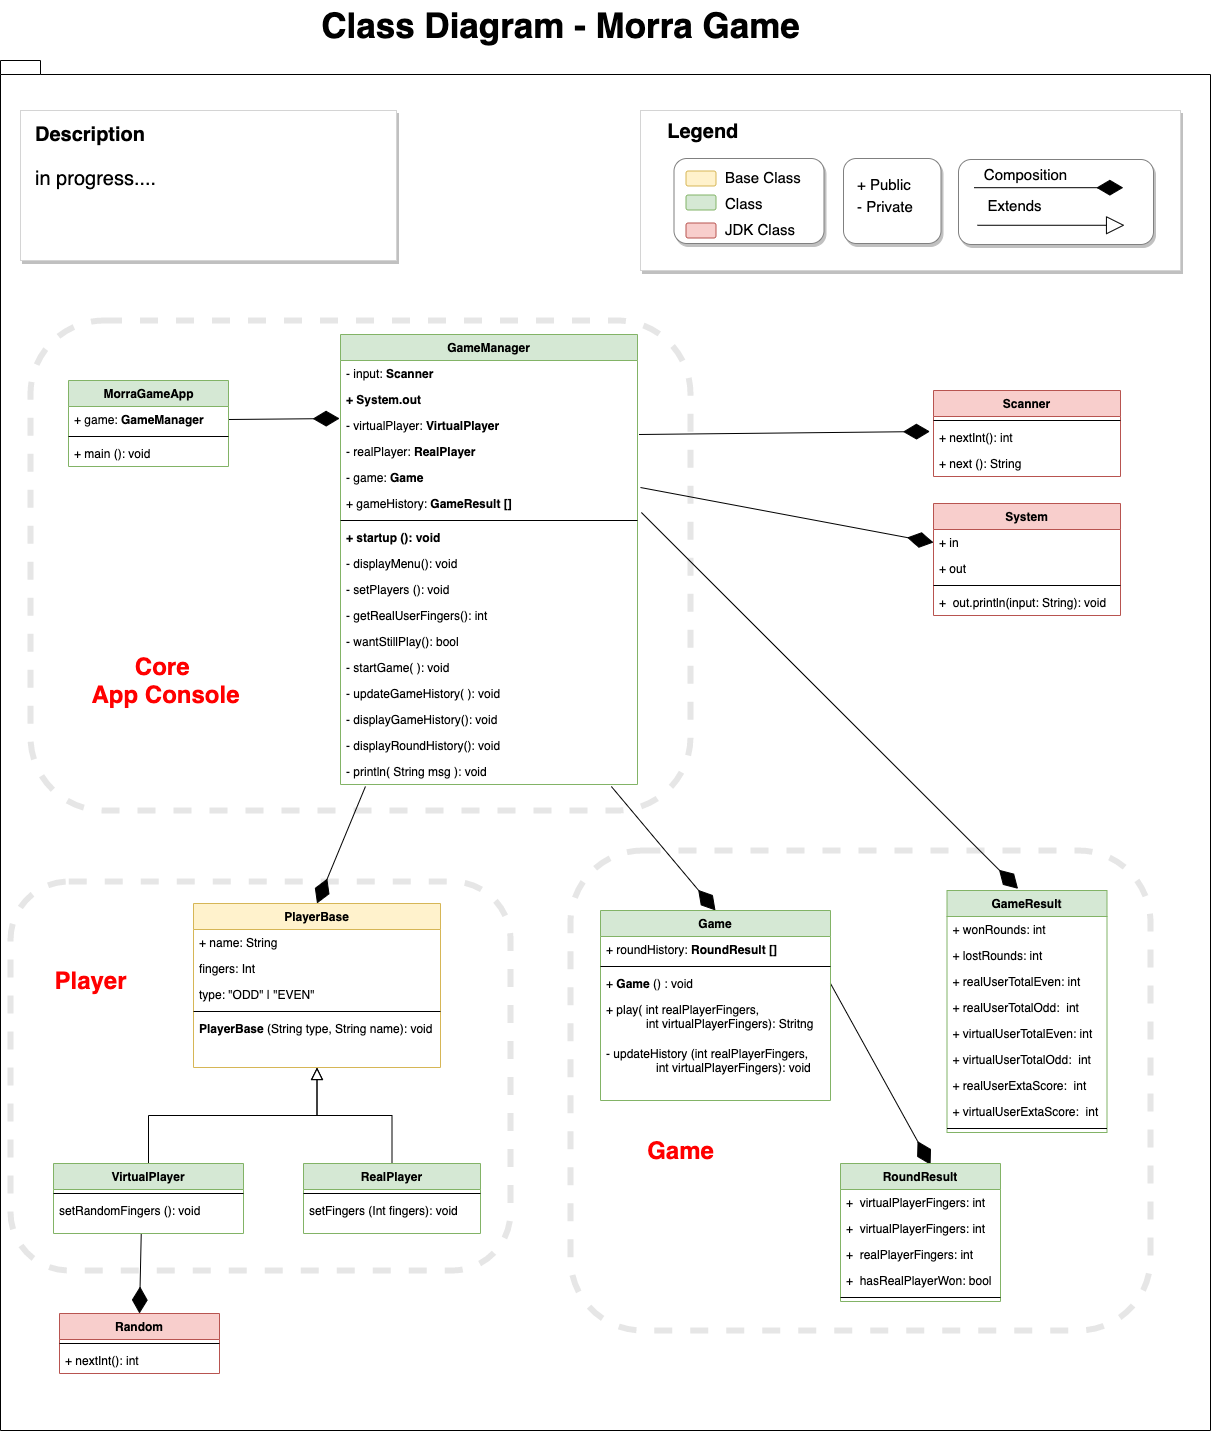 Class Diagram - Morra Game
Description
in progress....
Legend
Base Class
Class
JDK Class
+ Public
- Private
Composition
Extends
GameManager
- input: Scanner
+ System.out
- virtualPlayer: VirtualPlayer
- realPlayer: RealPlayer
- game: Game
+ gameHistory: GameResult []
+ startup (): void
- displayMenu(): void
- setPlayers (): void
- getRealUserFingers(): int
- wantStillPlay(): bool
- startGame( ): void
- updateGameHistory( ): void
- displayGameHistory(): void
- displayRoundHistory(): void
- println( String msg ): void
MorraGameApp
+ game: GameManager
+ main (): void
Scanner
+ nextInt(): int
+ next (): String
System
+ in
+ out
+ out.println(input: String): void
Core
App Console
Player
PlayerBase
+ name: String
fingers: Int
type: "ODD" | "EVEN"
PlayerBase (String type, String name): void
VirtualPlayer
setRandomFingers (): void
RealPlayer
setFingers (Int fingers): void
Random
+ nextInt(): int
Game
+ roundHistory: RoundResult []
+ Game () : void
+ play( int realPlayerFingers,
int virtualPlayerFingers): Stritng
- updateHistory (int realPlayerFingers,
int virtualPlayerFingers): void
GameResult
+ wonRounds: int
+ lostRounds: int
+ realUserTotalEven: int
+ realUserTotalOdd: int
+ virtualUserTotalEven: int
+ virtualUserTotalOdd: int
+ realUserExtaScore: int
+ virtualUserExtaScore: int
Game
RoundResult
+ virtualPlayerFingers: int
+ virtualPlayerFingers: int
+ realPlayerFingers: int
+ hasRealPlayerWon: bool